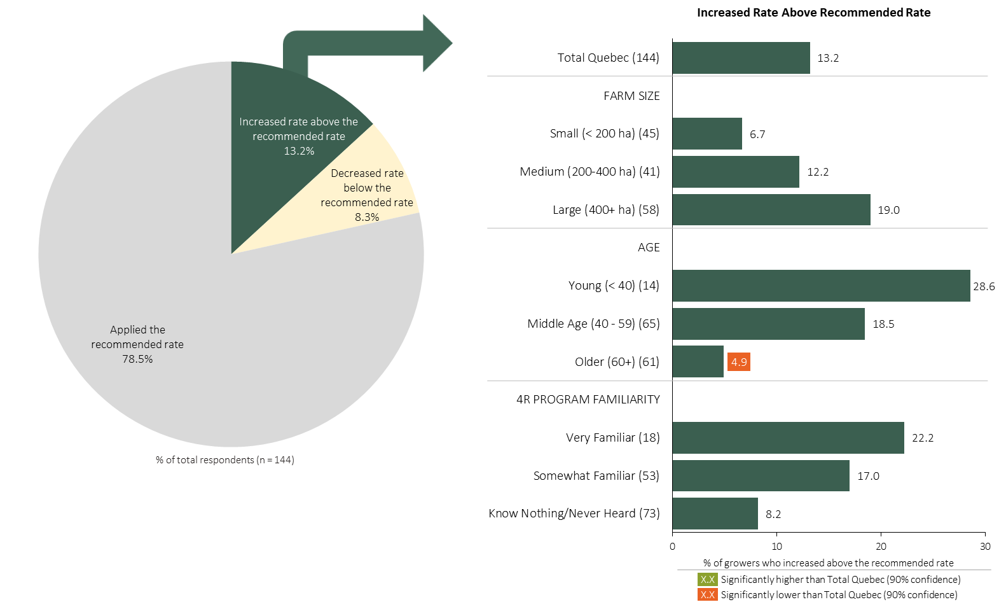 Increased rate above the
recommended rate
13.2%
Decreased rate
below the
recommended rate
8.3%
Applied the
recommended rate
78.5%
% of total respondents (n = 144)
Increased Rate Above Recommended Rate
Total Quebec (144)
13.2
FARM SIZE
Small (< 200 ha) (45)
6.7
Medium (200-400 ha) (41)
12.2
Large (400+ ha) (58)
19.0
AGE
Young (< 40) (14)
28.6
Middle Age (40 - 59) (65)
18.5
Older (60+) (61)
4.9
4R PROGRAM FAMILIARITY
Very Familiar (18)
22.2
Somewhat Familiar (53)
17.0
Know Nothing/Never Heard (73)
8.2
0 10 20 30
% of growers who increased above the recommended rate
X.X Significantly higher than Total Quebec (90% confidence)
X.X Significantly lower than Total Quebec (90% confidence)